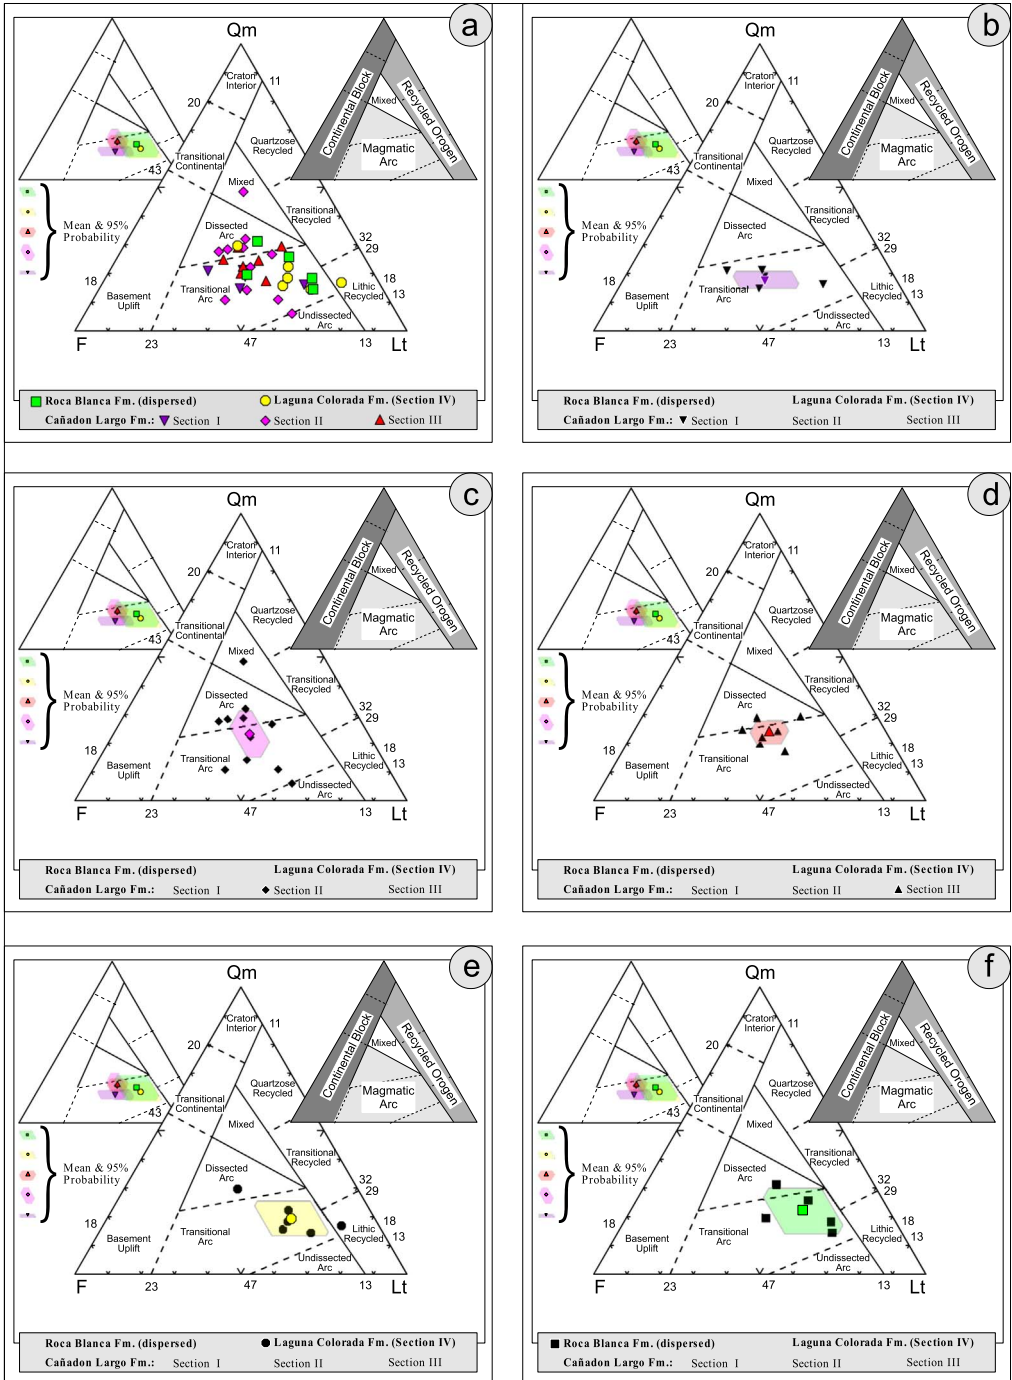 a
Qm
Craton
Interior
11
20
Quartzose
Recycled
Transitional
Continental
43
Mixed
Transitional
Recycled
Dissected
Arc
32
29
18
Transitional
Arc
Basement
Uplift
Lithic
Recycled
18
13
Undissected
Arc
F
23
47
13
Lt
Continental Block
Mixed
Recycled Orogen
Magmatic
Arc
Mean & 95%
Probability
Roca Blanca Fm. (dispersed)
Laguna Colorada Fm. (Section IV)
Cañadon Largo Fm.: Section I
Section II
Section III
b
Qm
Craton
Interior
11
20
Quartzose
Recycled
Transitional
Continental
43
Mixed
Transitional
Recycled
Dissected
Arc
32
29
18
Transitional
Arc
Basement
Uplift
Lithic
Recycled
18
13
Undissected
Arc
F
23
47
13
Lt
Continental Block
Mixed
Recycled Orogen
Magmatic
Arc
Mean & 95%
Probability
Roca Blanca Fm. (dispersed)
Laguna Colorada Fm. (Section IV)
Cañadon Largo Fm.: Section I
Section II
Section III
c
Qm
Craton
Interior
11
20
Quartzose
Recycled
Transitional
Continental
43
Mixed
Transitional
Recycled
Dissected
Arc
32
29
18
Transitional
Arc
Basement
Uplift
Lithic
Recycled
18
13
Undissected
Arc
F
23
47
13
Lt
Continental Block
Mixed
Recycled Orogen
Magmatic
Arc
Mean & 95%
Probability
Roca Blanca Fm. (dispersed)
Laguna Colorada Fm. (Section IV)
Cañadon Largo Fm.: Section I
Section II
Section III
d
Qm
Craton
Interior
11
20
Quartzose
Recycled
Transitional
Continental
43
Mixed
Transitional
Recycled
Dissected
Arc
32
29
18
Transitional
Arc
Basement
Uplift
Lithic
Recycled
18
13
Undissected
Arc
F
23
47
13
Lt
Continental Block
Mixed
Recycled Orogen
Magmatic
Arc
Mean & 95%
Probability
Roca Blanca Fm. (dispersed)
Laguna Colorada Fm. (Section IV)
Cañadon Largo Fm.: Section I
Section II
Section III
e
Qm
Craton
Interior
11
20
Quartzose
Recycled
Transitional
Continental
43
Mixed
Transitional
Recycled
Dissected
Arc
32
29
18
Transitional
Arc
Basement
Uplift
Lithic
Recycled
18
13
Undissected
Arc
F
23
47
13
Lt
Continental Block
Mixed
Recycled Orogen
Magmatic
Arc
Mean & 95%
Probability
Roca Blanca Fm. (dispersed)
Laguna Colorada Fm. (Section IV)
Cañadon Largo Fm.: Section I
Section II
Section III
f
Qm
Craton
Interior
11
20
Quartzose
Recycled
Transitional
Continental
43
Mixed
Transitional
Recycled
Dissected
Arc
32
29
18
Transitional
Arc
Basement
Uplift
Lithic
Recycled
18
13
Undissected
Arc
F
23
47
13
Lt
Continental Block
Mixed
Recycled Orogen
Magmatic
Arc
Mean & 95%
Probability
Roca Blanca Fm. (dispersed)
Laguna Colorada Fm. (Section IV)
Cañadon Largo Fm.: Section I
Section II
Section III